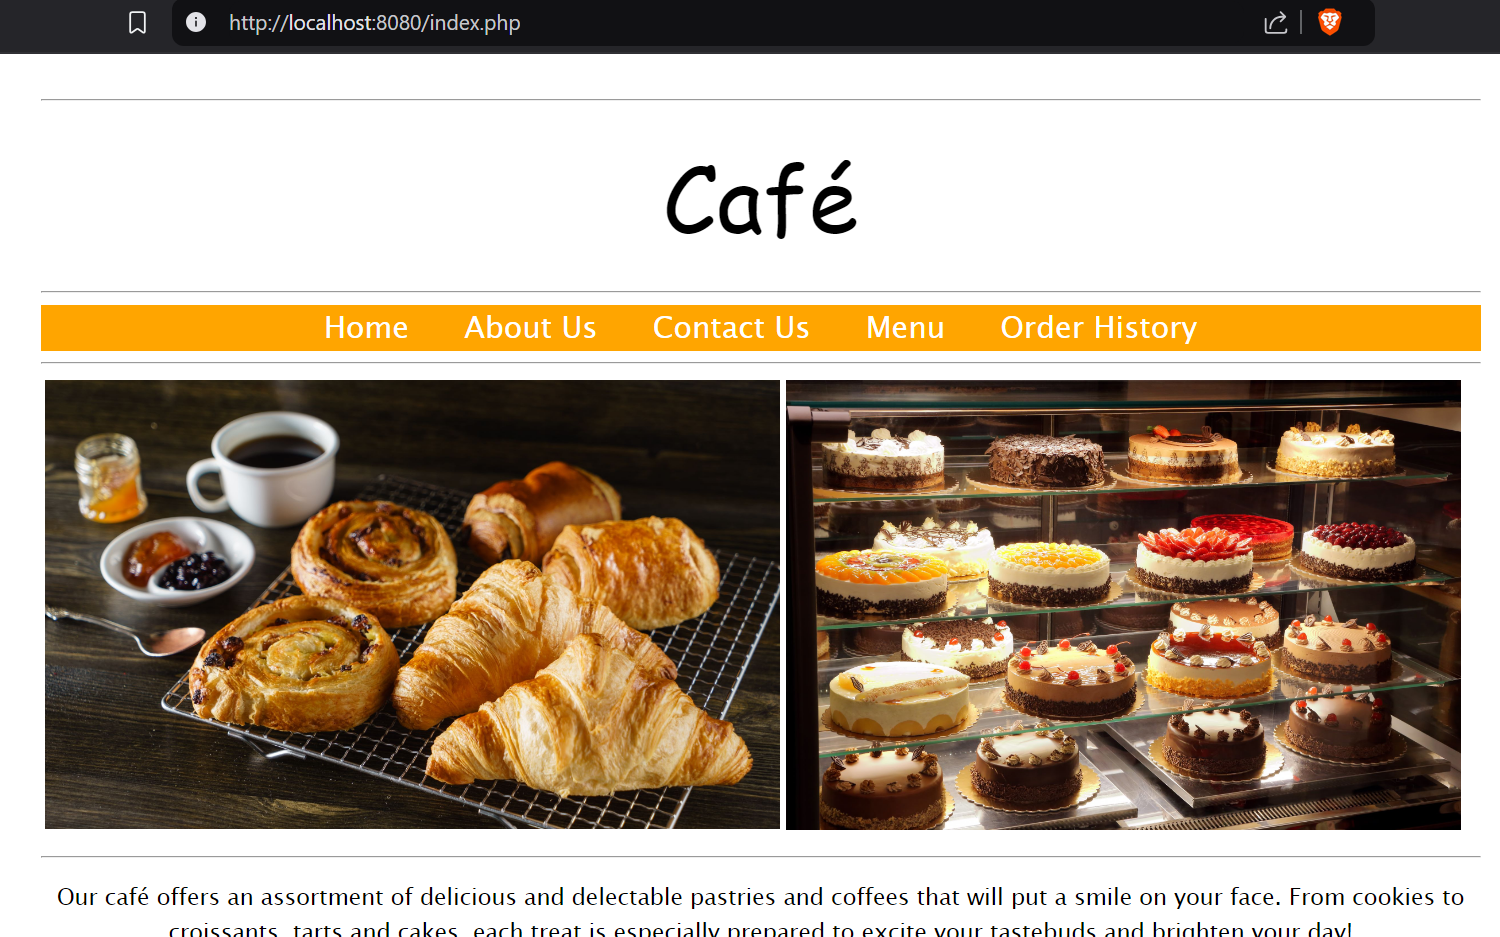 http://localhost:8080/index.php
Café
Home About Us Contact Us Menu Order History
Our café offers an assortment of delicious and delectable pastries and coffees that will put a smile on your face. From cookies to
croissants, tarts and cakes, each treat is especially prepared to excite your tastebuds and brighten your day!